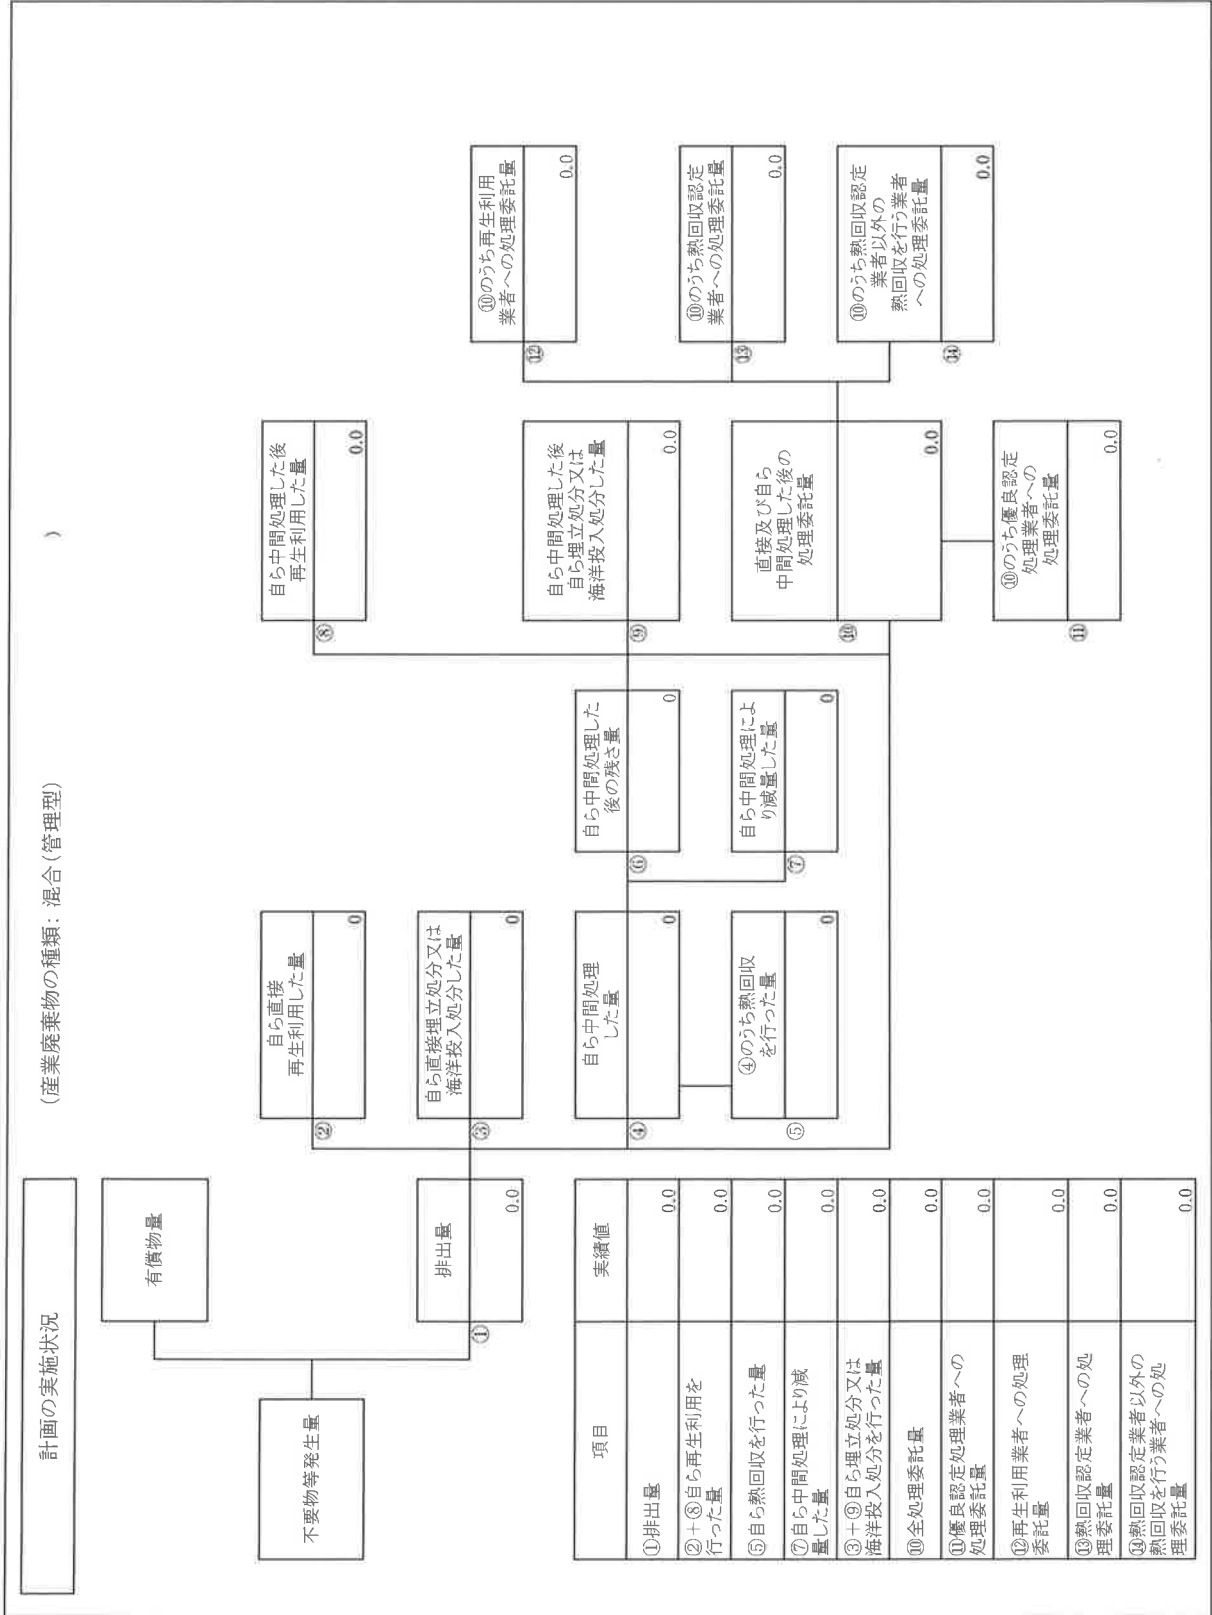 計画の実施状況
(産業廃棄物の種類：混合(管理型)
)
不要物等発生量
有償物量
①
排出量
0.0
②
自ら直接
再生利用した量
0
③
自ら直接埋立処分又は
海洋投入処分した量
0
④
自ら中間処理
した量
0
⑤
④のうち熱回収
を行った量
0
⑥
自ら中間処理した
後の残さ量
0
⑦
自ら中間処理によ
り減量した量
0
⑧
自ら中間処理した後
再生利用した量
0.0
⑨
自ら中間処理した後
自ら埋立処分又は
海洋投入処分した量
0.0
⑩
直接及び自ら
中間処理した後の
処理委託量
0.0
⑪
⑩のうち優良認定
処理業者への
処理委託量
0.0
⑫
⑩のうち再生利用
業者への処理委託量
0.0
⑬
⑩のうち熱回収認定
業者への処理委託量
0.0
⑭
⑩のうち熱回収認定
業者以外の
熱回収を行う業者
への処理委託量
0.0
項目 実績値
①排出量 0.0
②＋⑧自ら再生利用を
行った量 0.0
⑤自ら熱回収を行った量 0.0
⑦自ら中間処理により減
量した量 0.0
③＋⑨自ら埋立処分又は
海洋投入処分を行った量 0.0
⑩全処理委託量 0.0
⑪優良認定処理業者への
処理委託量 0.0
⑫再生利用業者への処理
委託量 0.0
⑬熱回収認定業者への処
理委託量 0.0
⑭熱回収認定業者以外の
熱回収を行う業者への処
理委託量 0.0